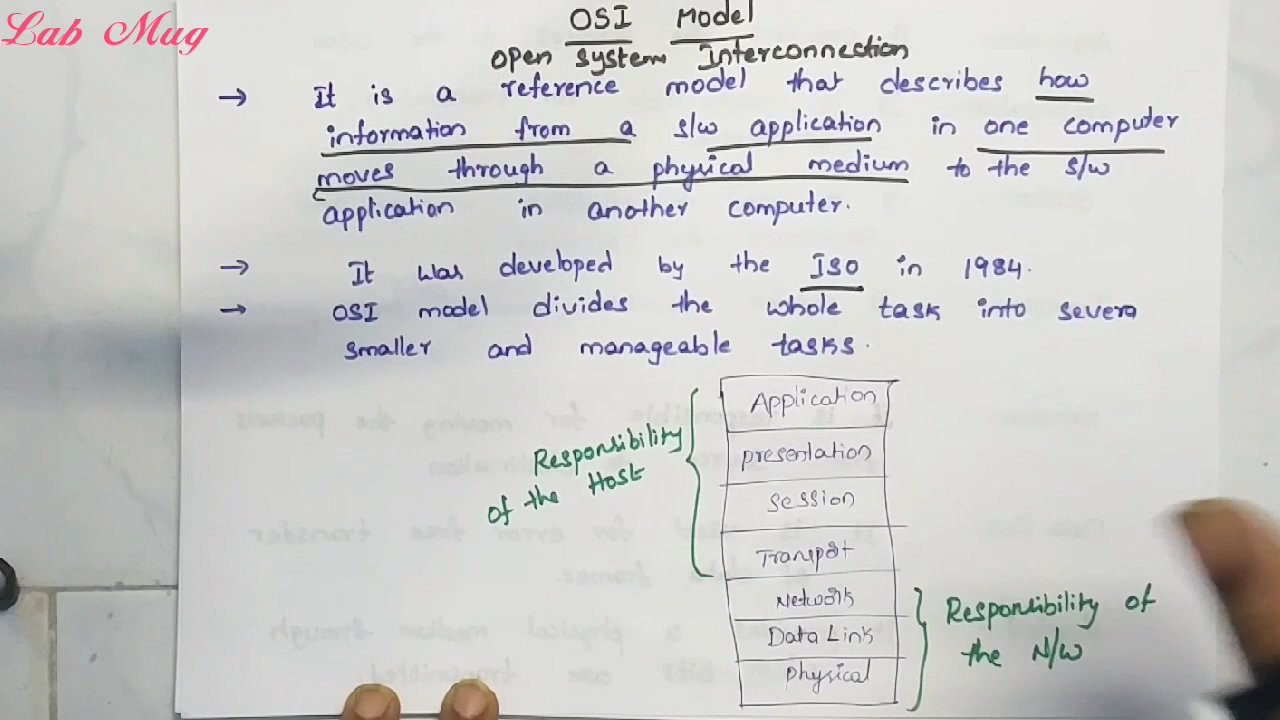 Lab Mug
OSI Model
open system Interconnection
→ It is a reference model that describes how
information from a s/w application in one computer
moves through a physical medium to the s/w
application in another computer.
→ It was developed by the ISO in 1984.
→ OSI model divides the whole task into seven
smaller and manageable tasks.
Application
Responsibility
of the Host
presentation
Session
Transport
Network
Data Link
physical
Responsibility of
the N/w